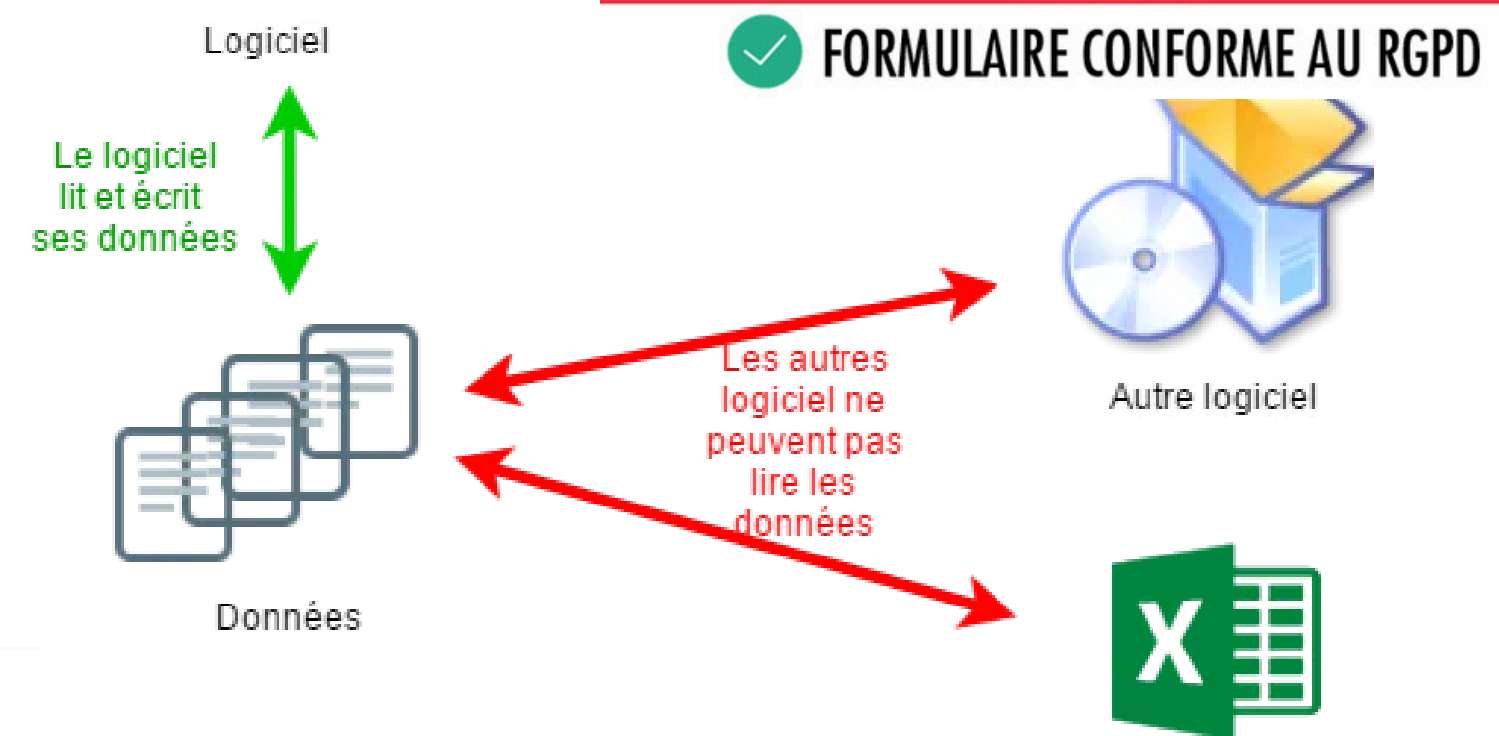 Logiciel
FORMULAIRE CONFORME AU RGPD
Le logiciel
lit et écrit
ses données
Les autres
logiciel ne
peuvent pas
lire les
données
Autre logiciel
Données
X